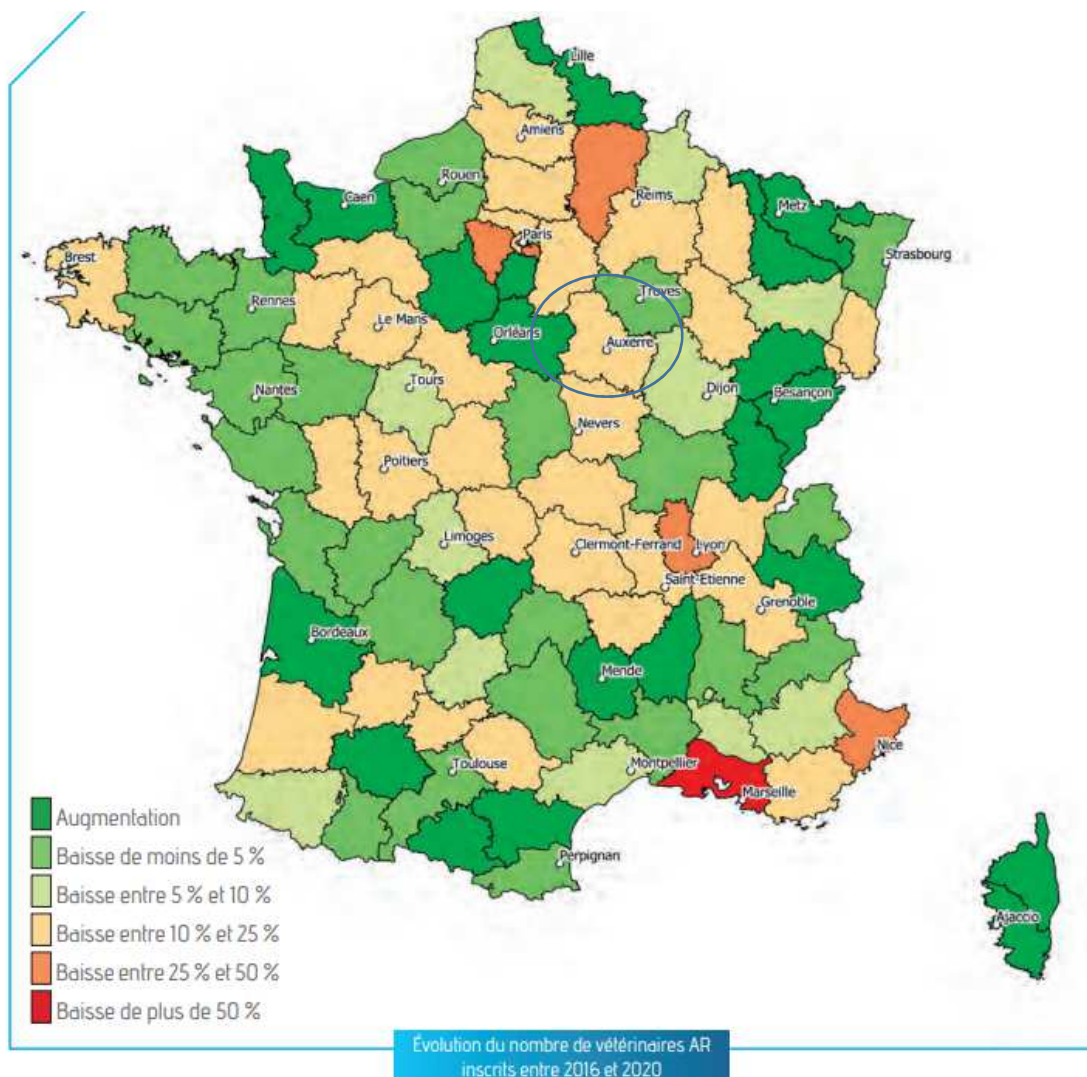 Lille
Amiens
Rouen
Caen
Reims
Metz
Paris
Strasbourg
Brest
Rennes
Troyes
Le Mans
Orléans
Auxerre
Nantes
Tours
Dijon
Besançon
Nevers
Poitiers
Limoges
Clermont-Ferrand
Lyon
Saint-Etienne
Grenoble
Bordeaux
Mende
Nice
Toulouse
Montpellier
Marseille
Perpignan
Ajaccio
Augmentation
Baisse de moins de 5 %
Baisse entre 5 % et 10 %
Baisse entre 10 % et 25 %
Baisse entre 25 % et 50 %
Baisse de plus de 50 %
Évolution du nombre de vétérinaires AR
inscrits entre 2016 et 2020